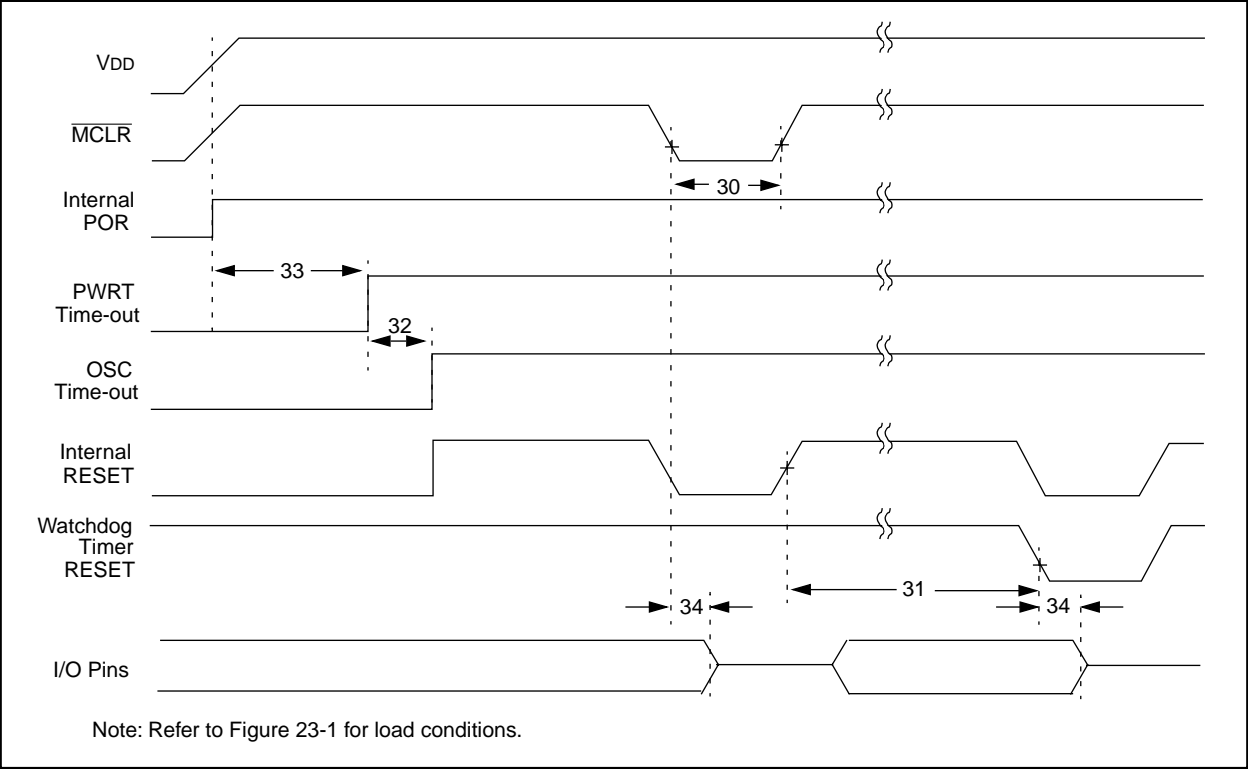 VDD
MCLR
30
Internal
POR
33
PWRT
Time-out
32
OSC
Time-out
Internal
RESET
Watchdog
Timer
RESET
31
34
34
I/O Pins
Note: Refer to Figure 23-1 for load conditions.